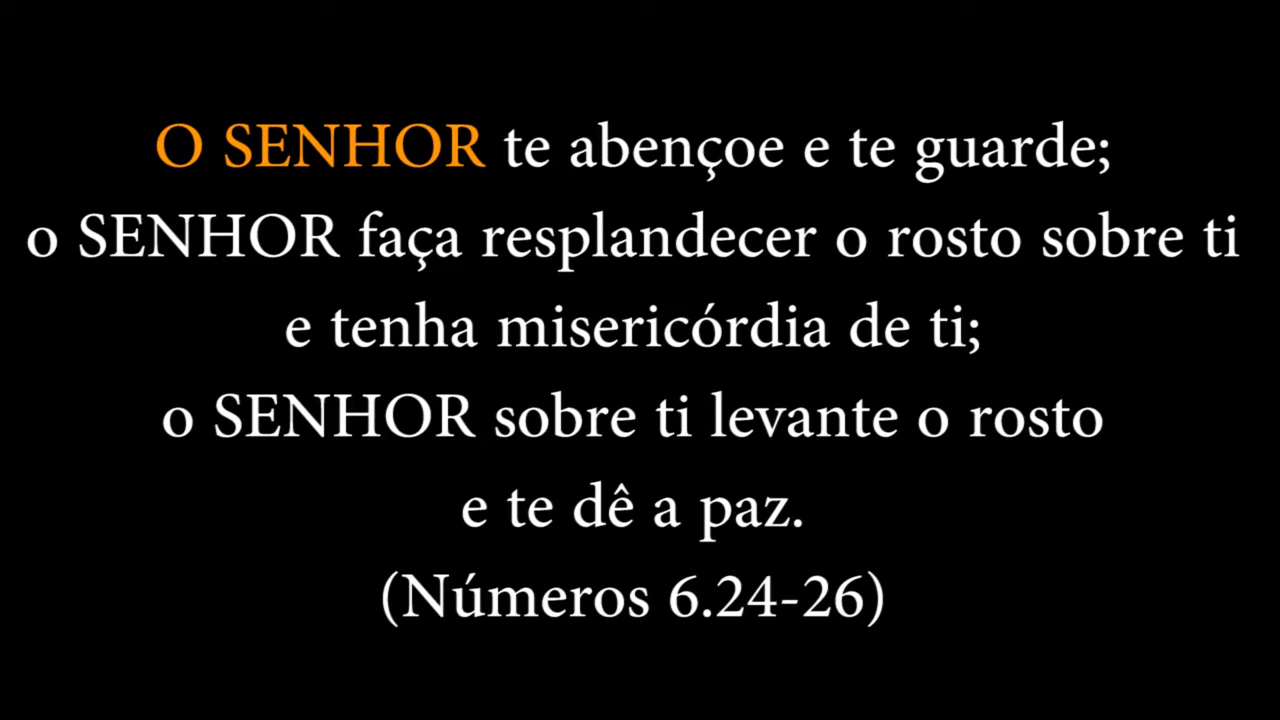 O SENHOR te abençoe e te guarde;
o SENHOR faça resplandecer o rosto sobre ti
e tenha misericórdia de ti;
o SENHOR sobre ti levante o rosto
e te dê a paz.
(Números 6.24-26)